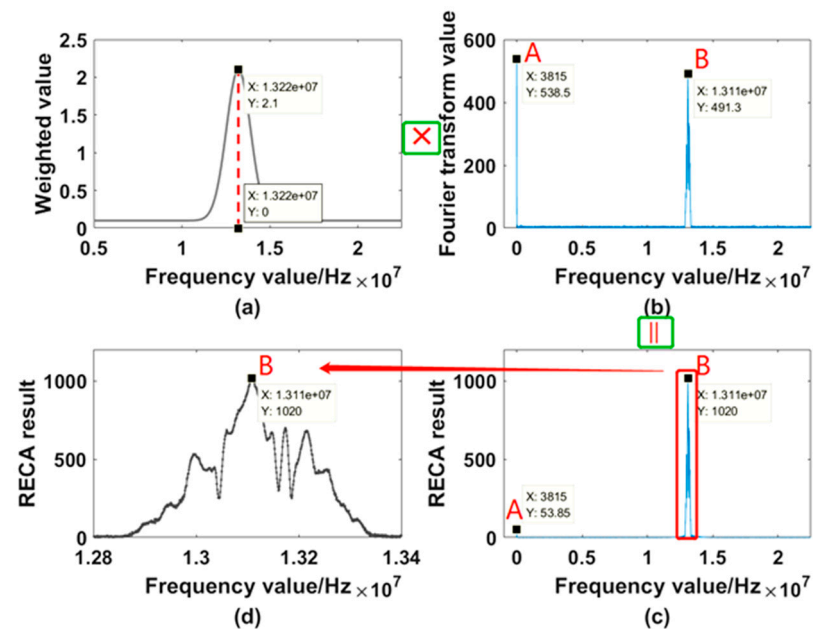 Weighted value
2.5
2
1.5
1
0.5
0
X: 1.322e+07
Y: 2.1
X: 1.322e+07
Y: 0
0.5
1
1.5
2
Frequency value/Hz ×10^7
(a)
×
Fourier transform value
600
400
200
0
A
X: 3815
Y: 538.5
B
X: 1.311e+07
Y: 491.3
0
0.5
1
1.5
2
Frequency value/Hz ×10^7
(b)
=
RECA result
1000
500
0
B
X: 1.311e+07
Y: 1020
1.28
1.3
1.32
1.34
Frequency value/Hz ×10^7
(d)
RECA result
1000
500
0
B
X: 1.311e+07
Y: 1020
A
X: 3815
Y: 53.85
0
0.5
1
1.5
2
Frequency value/Hz ×10^7
(c)